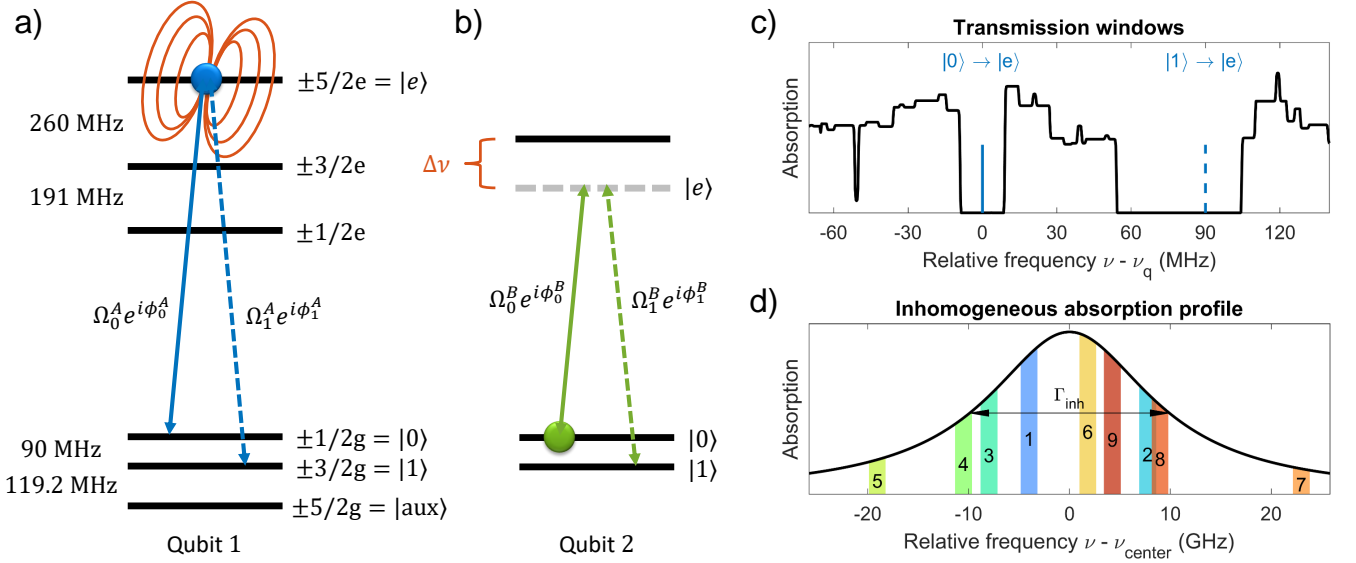 a)
±5/2e = |e⟩
260 MHz
±3/2e
191 MHz
±1/2e
Ω₀ᴬe^{iϕ₀ᴬ}
Ω₁ᴬe^{iϕ₁ᴬ}
90 MHz
±1/2g = |0⟩
±3/2g = |1⟩
119.2 MHz
±5/2g = |aux⟩
Qubit 1
b)
Δν
|e⟩
Ω₀ᴮe^{iϕ₀ᴮ}
Ω₁ᴮe^{iϕ₁ᴮ}
|0⟩
|1⟩
Qubit 2
c)
Transmission windows
|0⟩ → |e⟩
|1⟩ → |e⟩
Absorption
-60 -30 0 30 60 90 120
Relative frequency ν - ν_q (MHz)
d)
Inhomogeneous absorption profile
Absorption
Γ_inh
5 4 3 1 6 9 2 8 7
-20 -10 0 10 20
Relative frequency ν - ν_center (GHz)